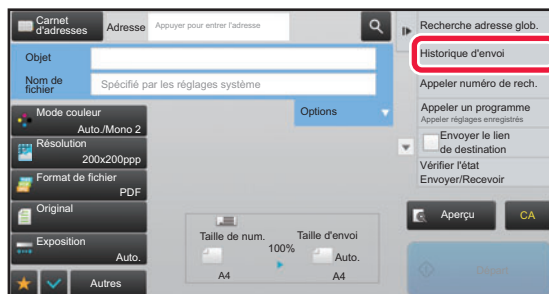 Carnet
d'adresses
Adresse
Appuyer pour entrer l'adresse
Objet
Nom de
fichier
Spécifié par les réglages système
Options
Mode couleur
Auto./Mono 2
Résolution
200x200ppp
Format de fichier
PDF
Original
Exposition
Auto.
Autres
Taille de num.
100%
Taille d'envoi
Auto.
A4
A4
Recherche adresse glob.
Historique d'envoi
Appeler numéro de rech.
Appeler un programme
Appeler réglages enregistrés
Envoyer le lien
de destination
Vérifier l'état
Envoyer/Recevoir
Aperçu
CA
Départ